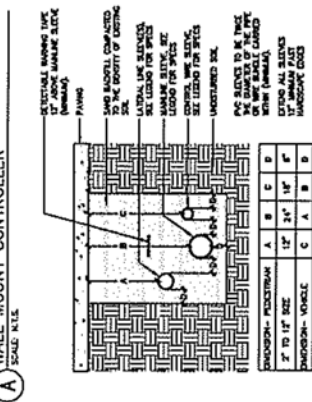 WALL MOUNT CONTROLLER
A
SCALE: N.T.S.
DETECTABLE WARNING TAPE
12" ABOVE MAINLINE SLEEVE
(MINIMUM).
PAVING
SAND BACKFILL COMPACTED
TO THE DENSITY OF EXISTING
SOIL
LATERAL LINE SLEEVE(S),
SEE LEGEND FOR SPECS
MAINLINE SLEEVE, SEE
LEGEND FOR SPECS
CONTROL WIRE SLEEVE,
SEE LEGEND FOR SPECS
UNDISTURBED SOIL
PVC SLEEVES TO BE TWICE
THE DIAMETER OF THE PIPE
OR WIRE BUNDLE CARRIED
WITHIN (MINIMUM).
EXTEND ALL SLEEVES
12" MINIMUM PAST
HARDSCAPE EDGES
A
B
C
D
D
D
D
DIMENSION- PEDESTRIAN A B C D
2" TO 12" SIZE 12" 24" 18" 6"
DIMENSION- VEHICLE C A B D